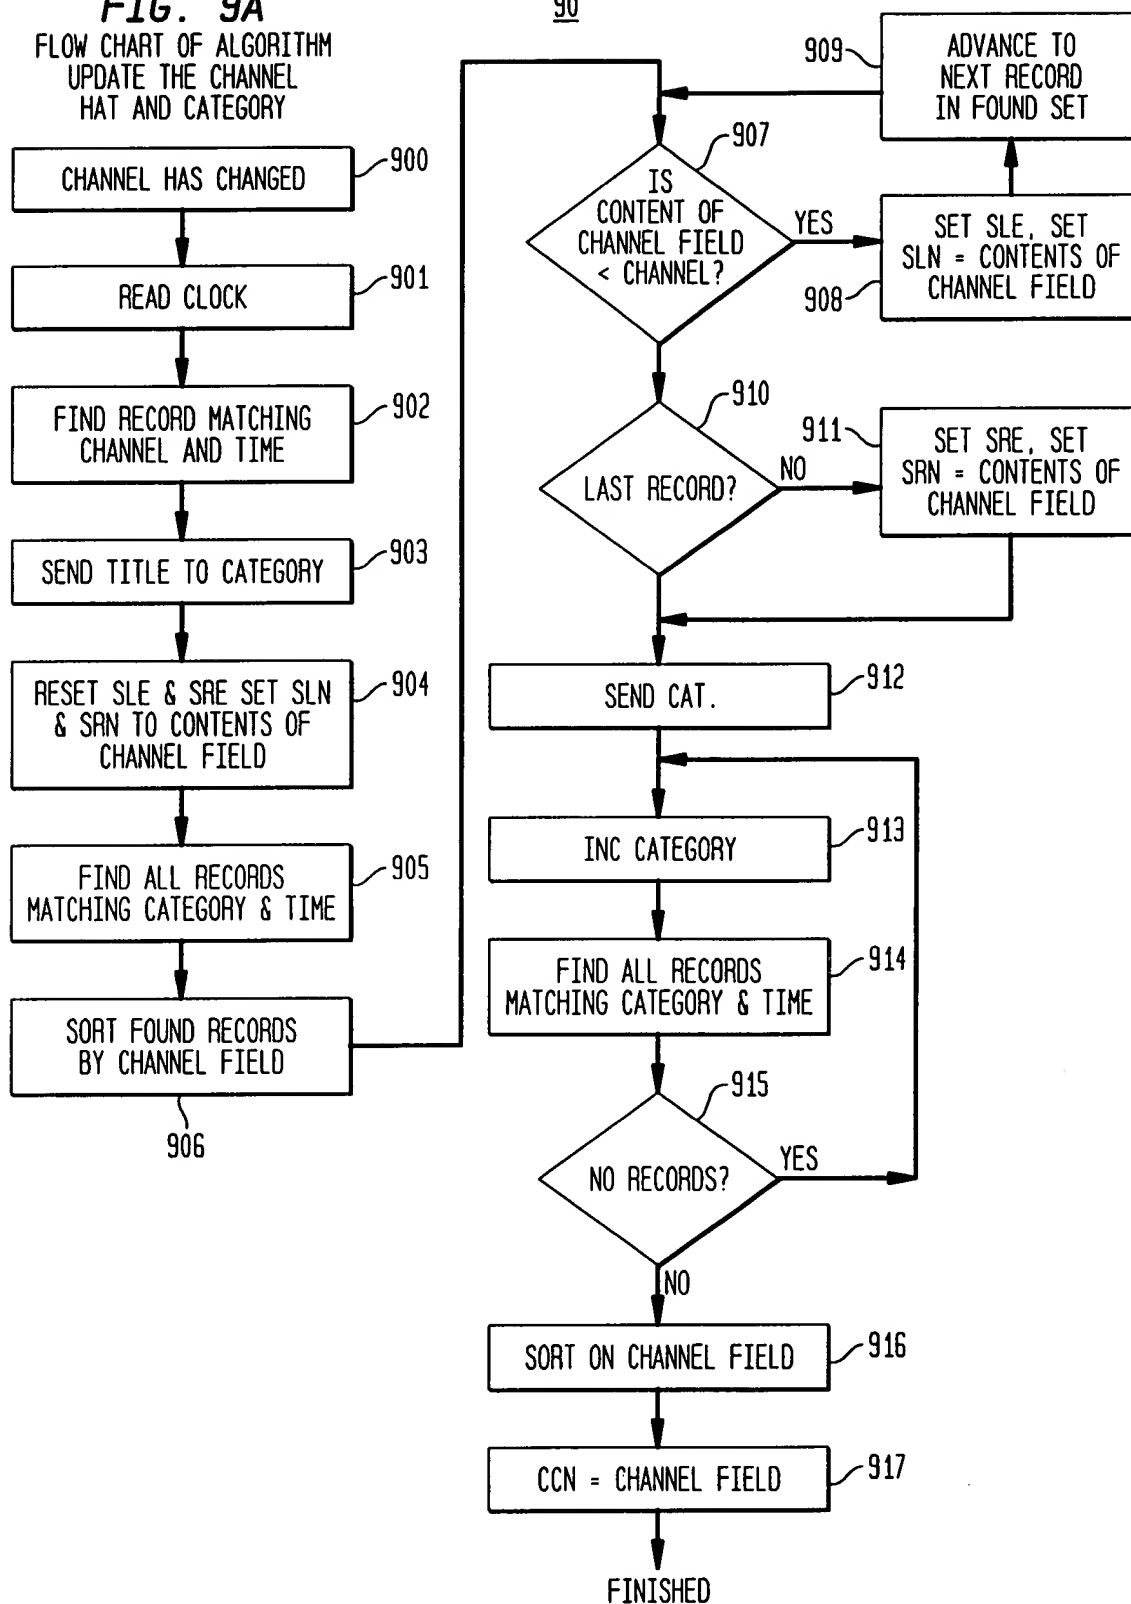 FIG. 9A
FLOW CHART OF ALGORITHM
UPDATE THE CHANNEL
HAT AND CATEGORY
90
CHANNEL HAS CHANGED
900
READ CLOCK
901
FIND RECORD MATCHING
CHANNEL AND TIME
902
SEND TITLE TO CATEGORY
903
RESET SLE & SRE SET SLN
& SRN TO CONTENTS OF
CHANNEL FIELD
904
FIND ALL RECORDS
MATCHING CATEGORY & TIME
905
SORT FOUND RECORDS
BY CHANNEL FIELD
906
IS
CONTENT OF
CHANNEL FIELD
< CHANNEL?
907
YES
SET SLE, SET
SLN = CONTENTS OF
CHANNEL FIELD
908
ADVANCE TO
NEXT RECORD
IN FOUND SET
909
LAST RECORD?
910
NO
SET SRE, SET
SRN = CONTENTS OF
CHANNEL FIELD
911
SEND CAT.
912
INC CATEGORY
913
FIND ALL RECORDS
MATCHING CATEGORY & TIME
914
NO RECORDS?
915
YES
NO
SORT ON CHANNEL FIELD
916
CCN = CHANNEL FIELD
917
FINISHED